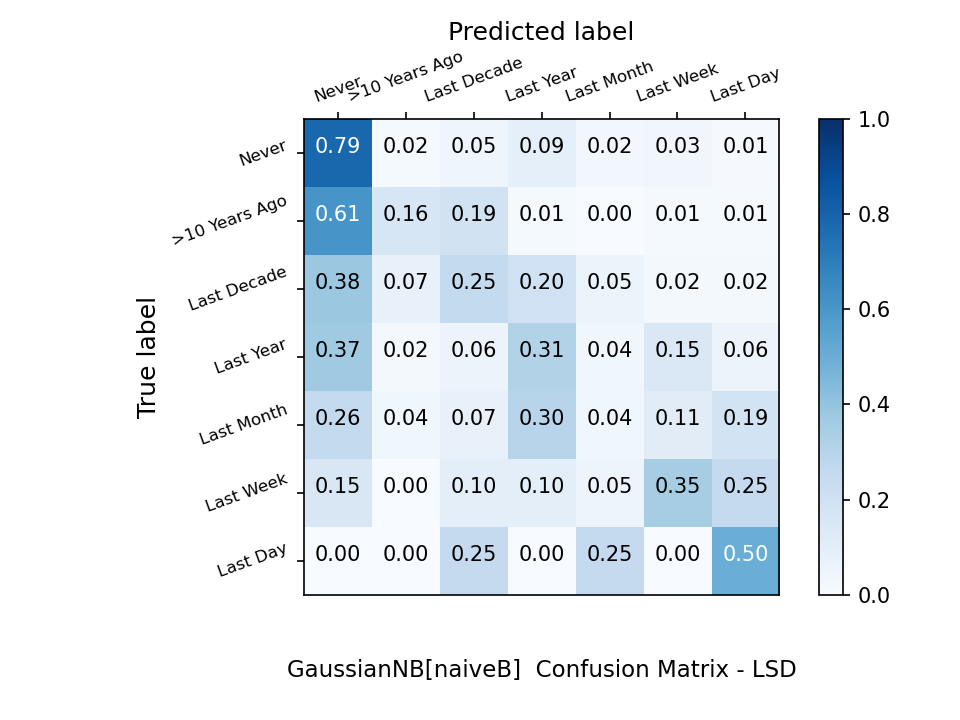 Predicted label
Never >10 Years Ago Last Decade Last Year Last Month Last Week Last Day
Never 0.79 0.02 0.05 0.09 0.02 0.03 0.01
>10 Years Ago 0.61 0.16 0.19 0.01 0.00 0.01 0.01
Last Decade 0.38 0.07 0.25 0.20 0.05 0.02 0.02
Last Year 0.37 0.02 0.06 0.31 0.04 0.15 0.06
Last Month 0.26 0.04 0.07 0.30 0.04 0.11 0.19
Last Week 0.15 0.00 0.10 0.10 0.05 0.35 0.25
Last Day 0.00 0.00 0.25 0.00 0.25 0.00 0.50
True label
1.0
0.8
0.6
0.4
0.2
0.0
GaussianNB[naiveB]  Confusion Matrix - LSD